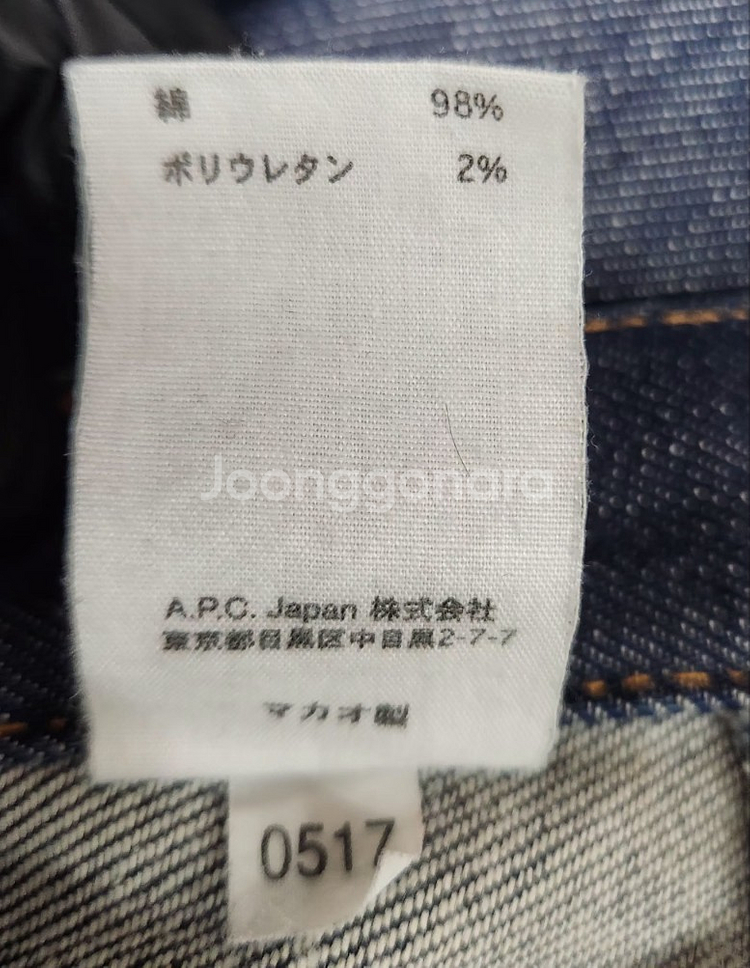 綿 98%
ポリウレタン 2%
Joonggonara
A.P.C. Japan 株式会社
東京都目黒区中目黒2-7-7
マカオ製
0517